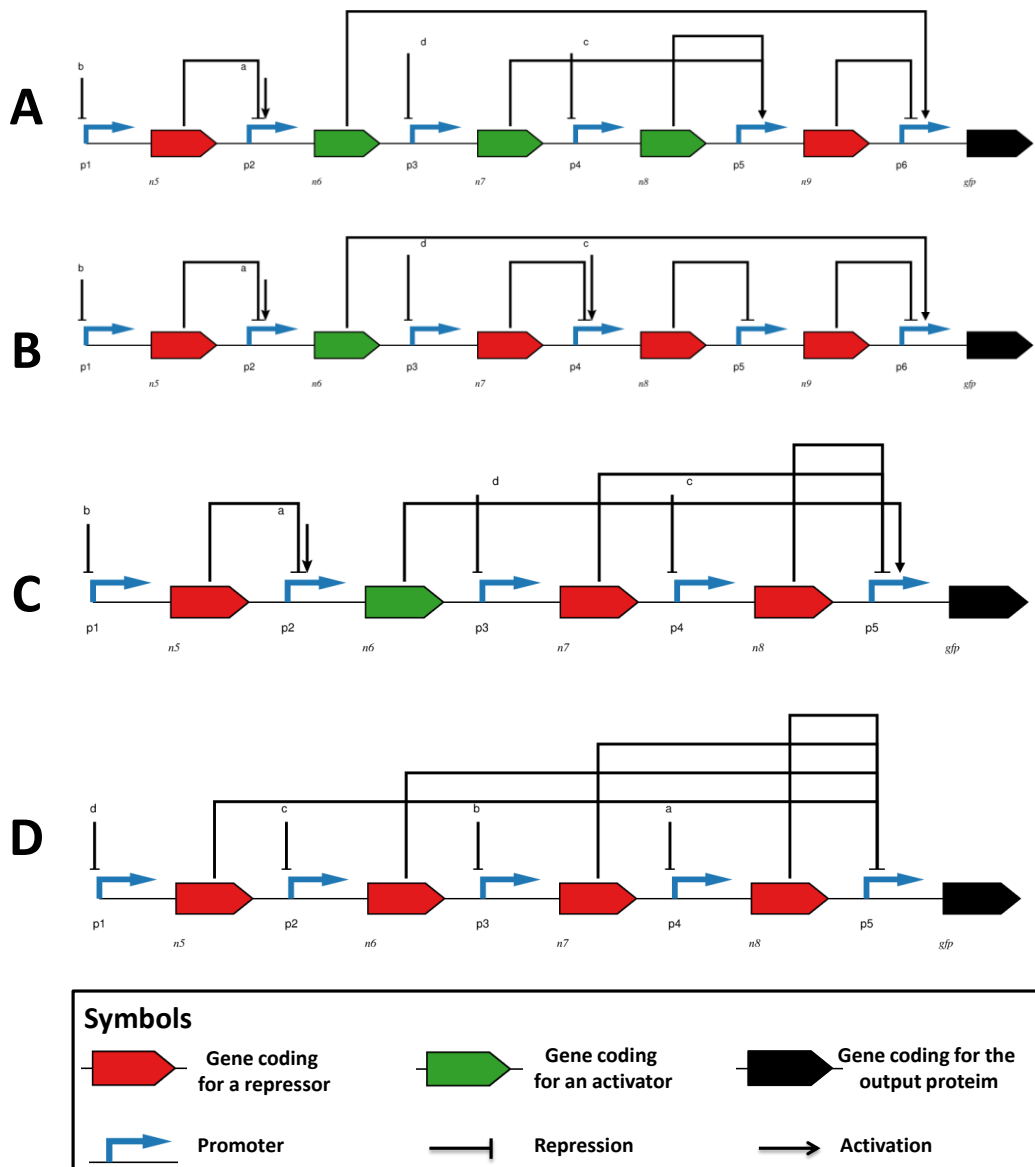 A
b
a
d
c
p1
p2
p3
p4
p5
p6
n5
n6
n7
n8
n9
gfp
B
b
a
d
c
p1
p2
p3
p4
p5
p6
n5
n6
n7
n8
n9
gfp
C
b
a
d
c
p1
p2
p3
p4
p5
n5
n6
n7
n8
gfp
D
d
c
b
a
p1
p2
p3
p4
p5
n5
n6
n7
n8
gfp
Symbols
Gene coding
for a repressor
Gene coding
for an activator
Gene coding for the
output proteim
Promoter
Repression
Activation